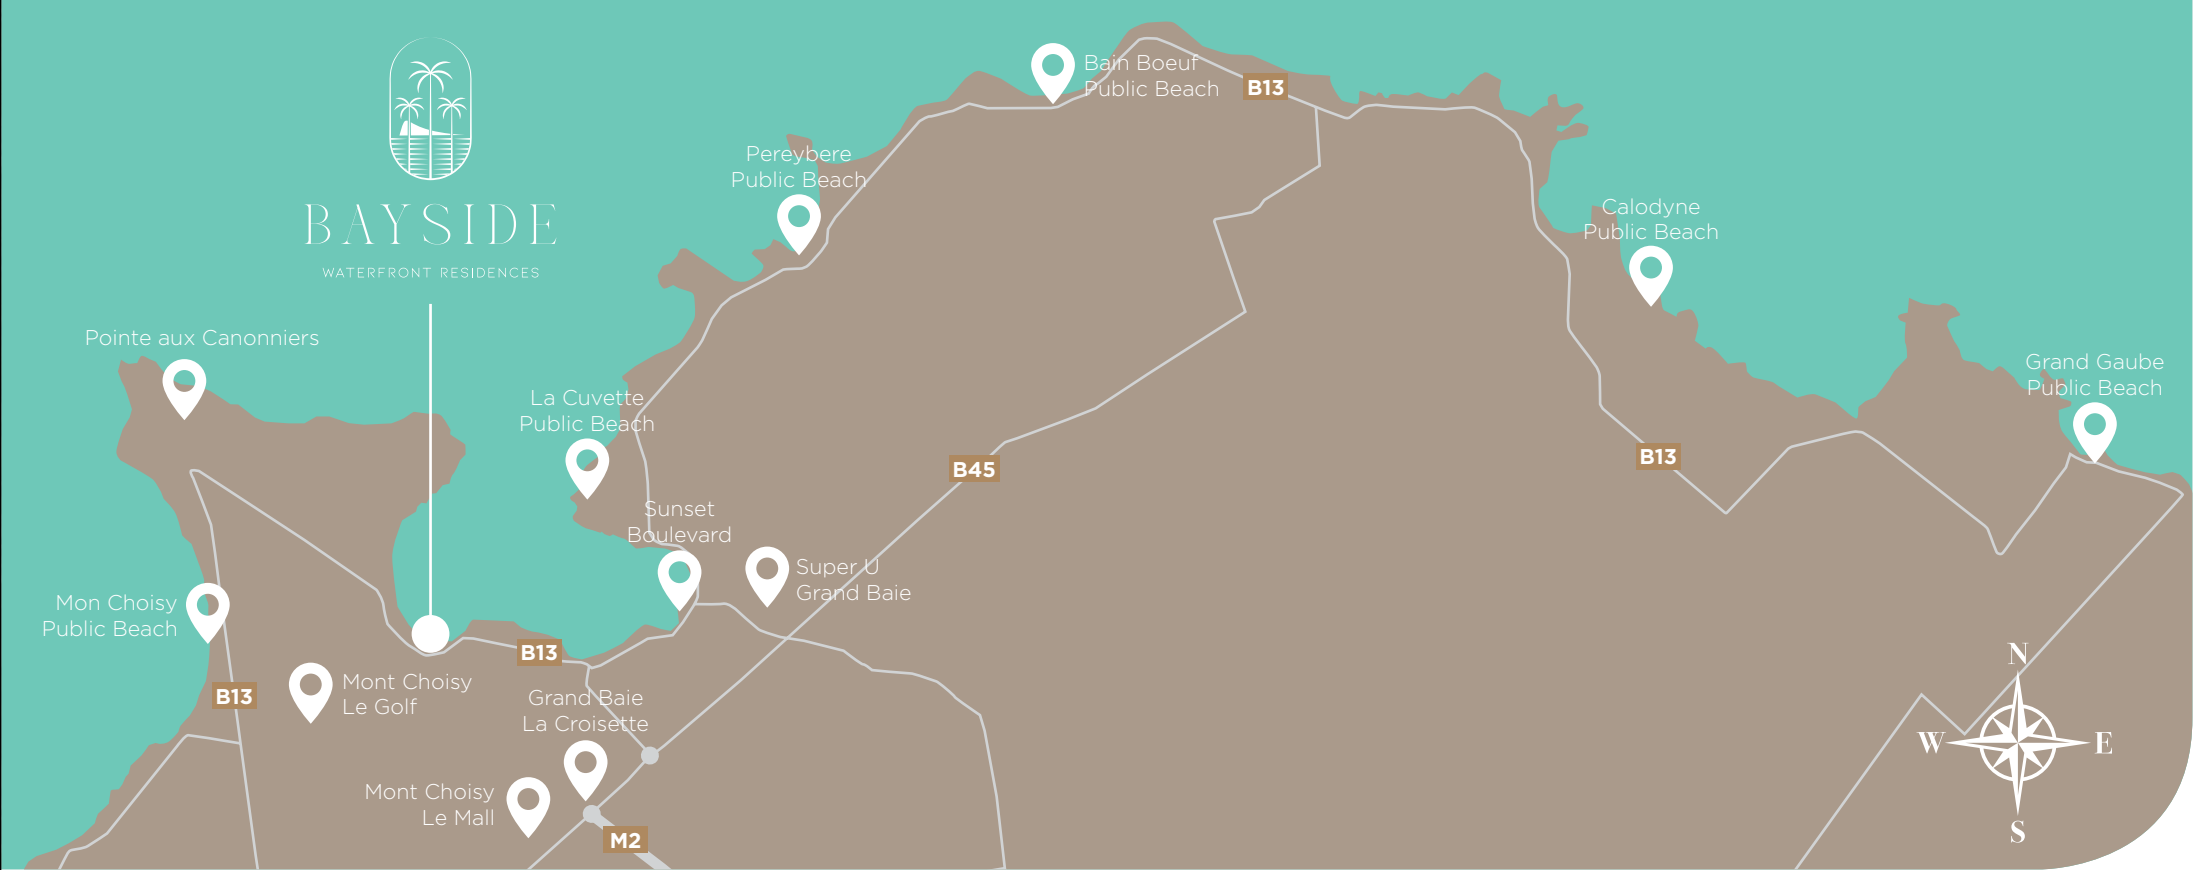 Bain Boeuf
Public Beach
B13
Pereybere
Public Beach
BAYSIDE
WATERFRONT RESIDENCES
Calodyne
Public Beach
Pointe aux Canonniers
Grand Gaube
Public Beach
La Cuvette
Public Beach
B45
B13
Sunset
Boulevard
Super U
Grand Baie
Mon Choisy
Public Beach
B13
B13
Mont Choisy
Le Golf
Grand Baie
La Croisette
Mont Choisy
Le Mall
M2
N
W
E
S